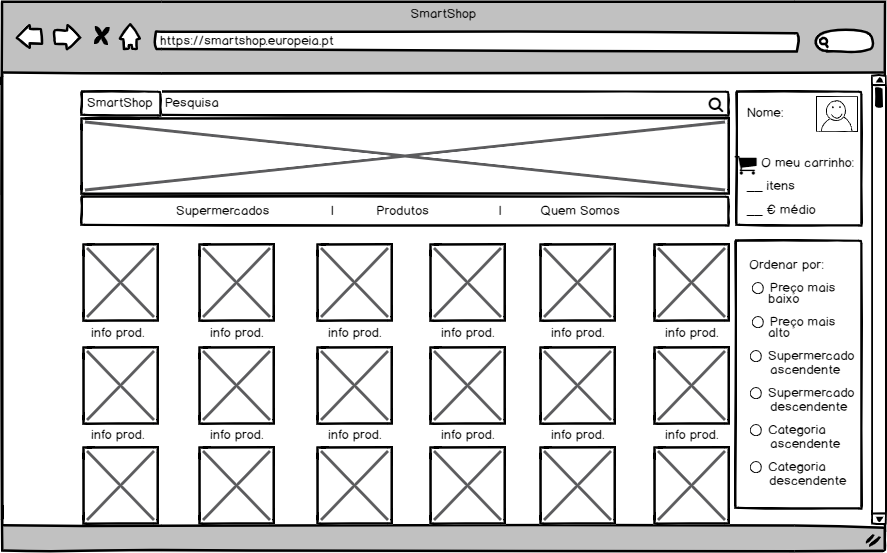 SmartShop
https://smartshop.europeia.pt
SmartShop
Pesquisa
Nome:
O meu carrinho:
__ itens
__ € médio
Supermercados | Produtos | Quem Somos
info prod. info prod. info prod. info prod. info prod. info prod.
info prod. info prod. info prod. info prod. info prod. info prod.
Ordenar por:
Preço mais
baixo
Preço mais
alto
Supermercado
ascendente
Supermercado
descendente
Categoria
ascendente
Categoria
descendente